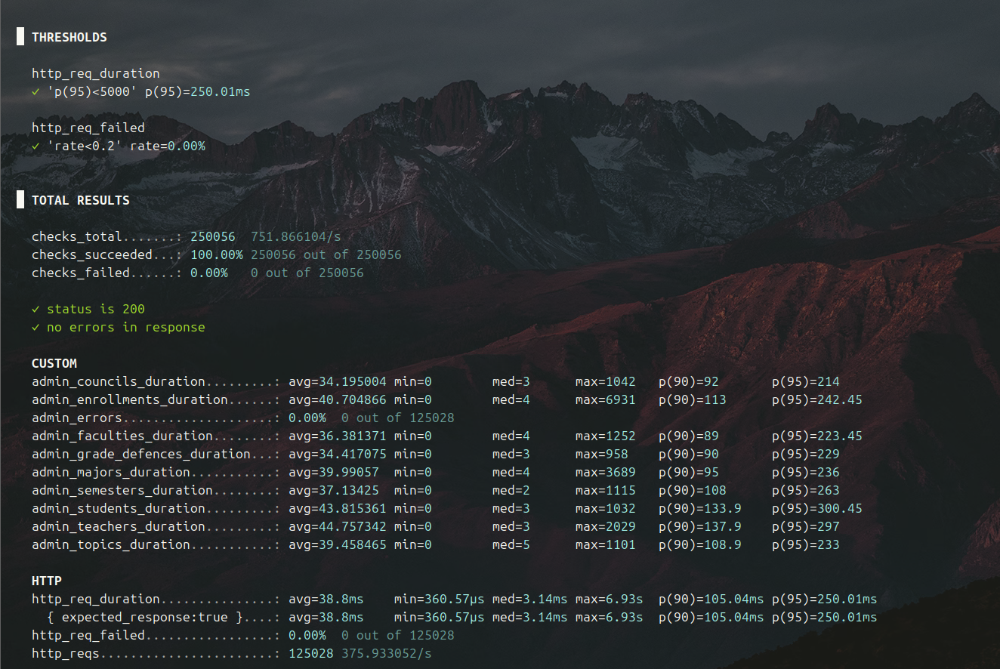 THRESHOLDS
http_req_duration
✓ 'p(95)<5000' p(95)=250.01ms
http_req_failed
✓ 'rate<0.2' rate=0.00%
TOTAL RESULTS
checks_total.......: 250056 751.866104/s
checks_succeeded...: 100.00% 250056 out of 250056
checks_failed......: 0.00% 0 out of 250056
✓ status is 200
✓ no errors in response
CUSTOM
admin_councils_duration.........: avg=34.195004 min=0 med=3 max=1042 p(90)=92 p(95)=214
admin_enrollments_duration......: avg=40.704866 min=0 med=4 max=6931 p(90)=113 p(95)=242.45
admin_errors....................: 0.00% 0 out of 125028
admin_faculties_duration........: avg=36.381371 min=0 med=4 max=1252 p(90)=89 p(95)=223.45
admin_grade_defences_duration...: avg=34.417075 min=0 med=3 max=958 p(90)=90 p(95)=229
admin_majors_duration...........: avg=39.99057 min=0 med=4 max=3689 p(90)=95 p(95)=236
admin_semesters_duration........: avg=37.13425 min=0 med=2 max=1115 p(90)=108 p(95)=263
admin_students_duration.........: avg=43.815361 min=0 med=3 max=1032 p(90)=133.9 p(95)=300.45
admin_teachers_duration.........: avg=44.757342 min=0 med=3 max=2029 p(90)=137.9 p(95)=297
admin_topics_duration...........: avg=39.458465 min=0 med=5 max=1101 p(90)=108.9 p(95)=233
HTTP
http_req_duration...............: avg=38.8ms min=360.57µs med=3.14ms max=6.93s p(90)=105.04ms p(95)=250.01ms
{ expected_response:true }....: avg=38.8ms min=360.57µs med=3.14ms max=6.93s p(90)=105.04ms p(95)=250.01ms
http_req_failed.................: 0.00% 0 out of 125028
http_reqs.......................: 125028 375.933052/s